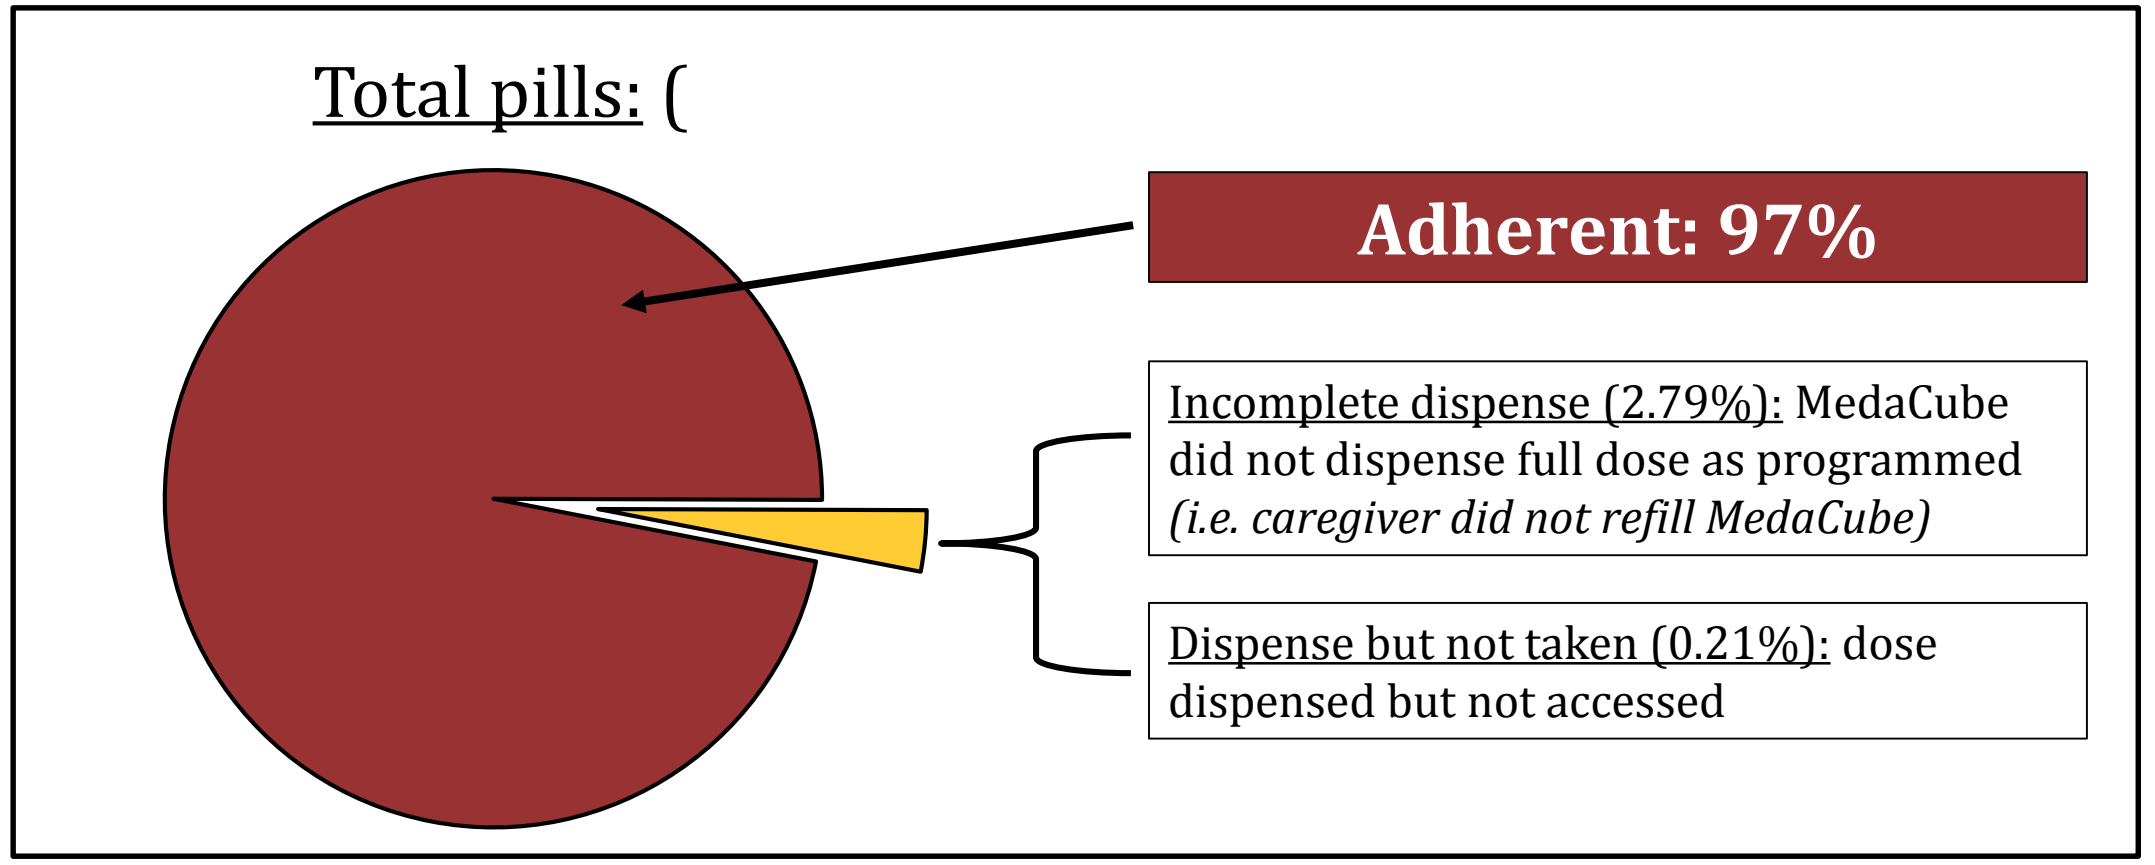 Total pills: (
Adherent: 97%
Incomplete dispense (2.79%): MedaCube
did not dispense full dose as programmed
(i.e. caregiver did not refill MedaCube)
Dispense but not taken (0.21%): dose
dispensed but not accessed